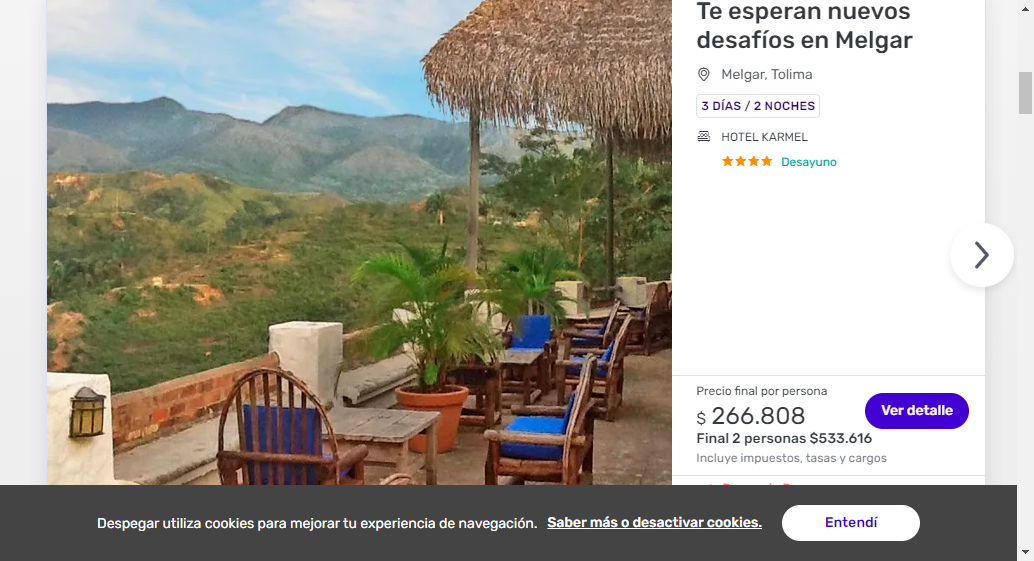 Te esperan nuevos
desafíos en Melgar
Melgar, Tolima
3 DÍAS / 2 NOCHES
HOTEL KARMEL
Desayuno
Precio final por persona
$ 266.808
Ver detalle
Final 2 personas $533.616
Incluye impuestos, tasas y cargos
Despegar utiliza cookies para mejorar tu experiencia de navegación. Saber más o desactivar cookies. Entendí